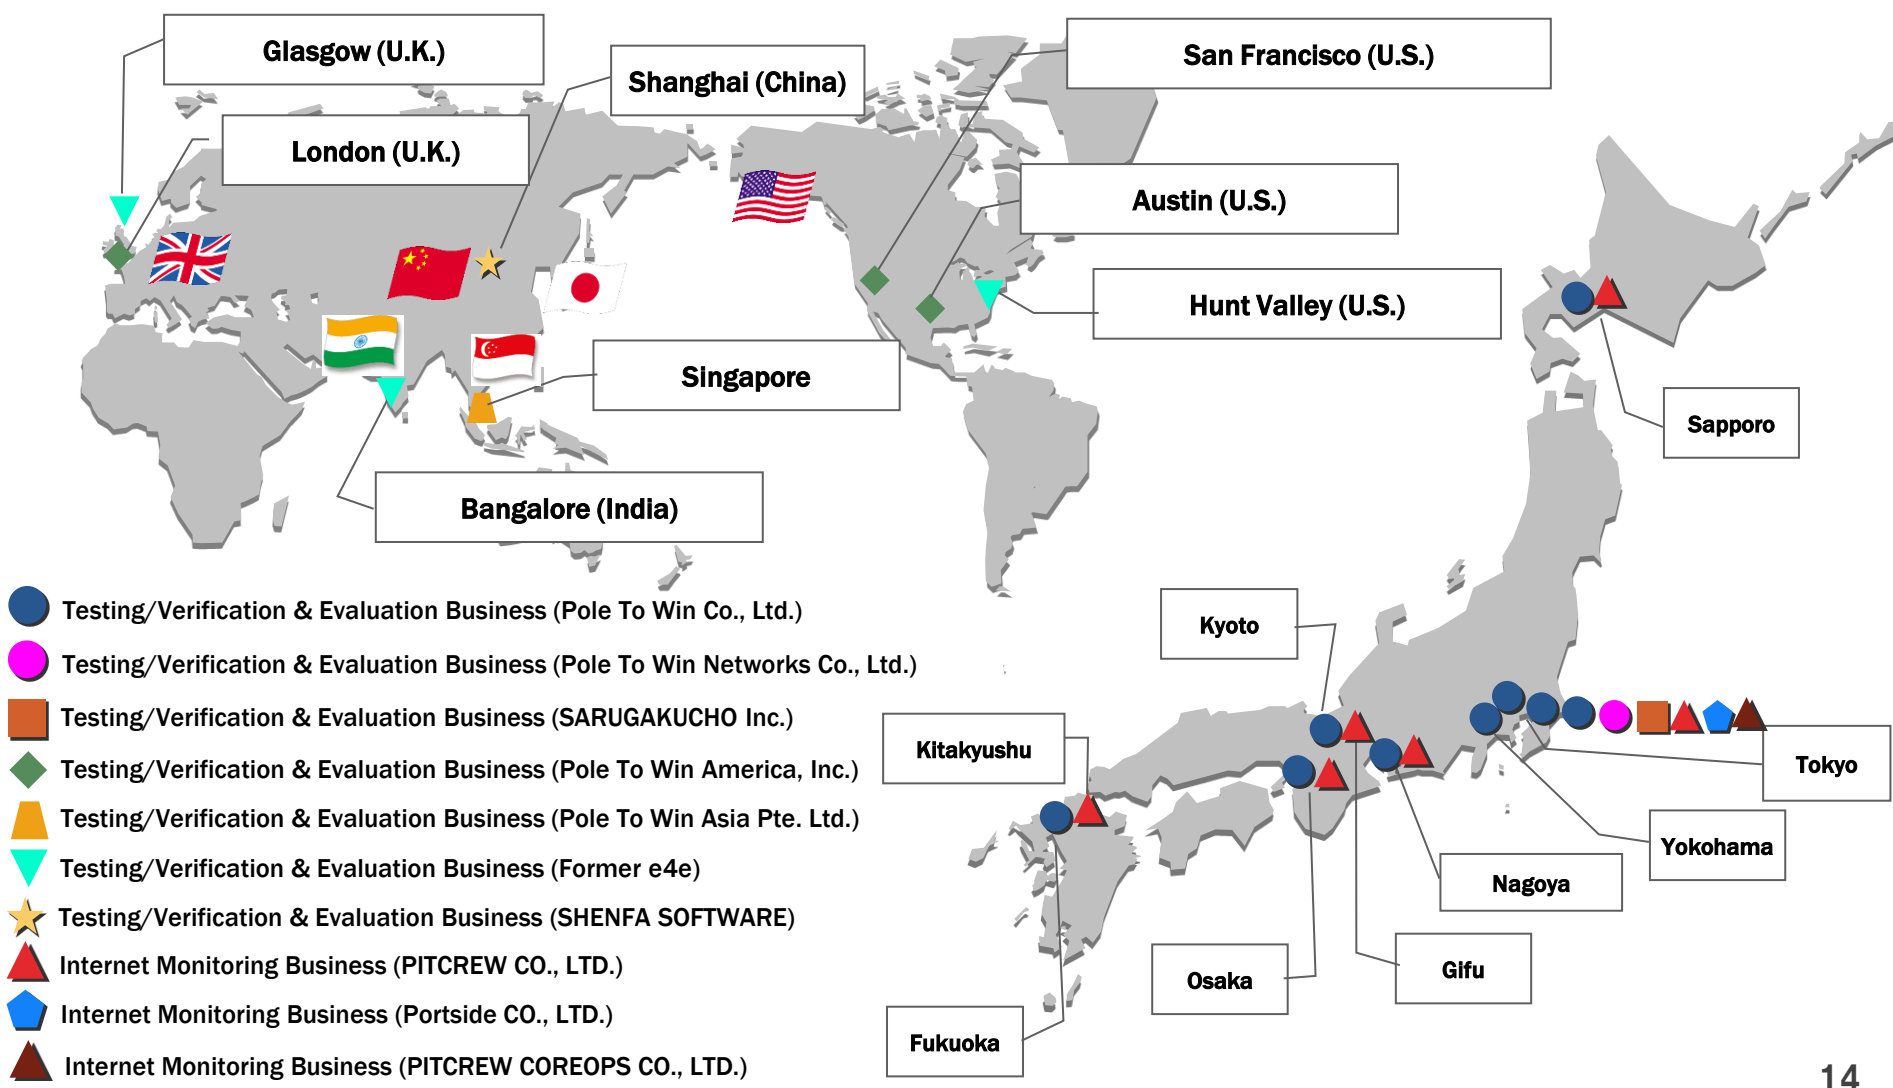 Glasgow (U.K.)
San Francisco (U.S.)
Shanghai (China)
London (U.K.)
Austin (U.S.)
Hunt Valley (U.S.)
Singapore
Sapporo
Bangalore (India)
Testing/Verification & Evaluation Business (Pole To Win Co., Ltd.)
Testing/Verification & Evaluation Business (Pole To Win Networks Co., Ltd.)
Testing/Verification & Evaluation Business (SARUGAKUCHO Inc.)
Testing/Verification & Evaluation Business (Pole To Win America, Inc.)
Testing/Verification & Evaluation Business (Pole To Win Asia Pte. Ltd.)
Testing/Verification & Evaluation Business (Former e4e)
Testing/Verification & Evaluation Business (SHENFA SOFTWARE)
Internet Monitoring Business (PITCREW CO., LTD.)
Internet Monitoring Business (Portside CO., LTD.)
Internet Monitoring Business (PITCREW COREOPS CO., LTD.)
Kyoto
Kitakyushu
Tokyo
Yokohama
Nagoya
Gifu
Osaka
Fukuoka
14